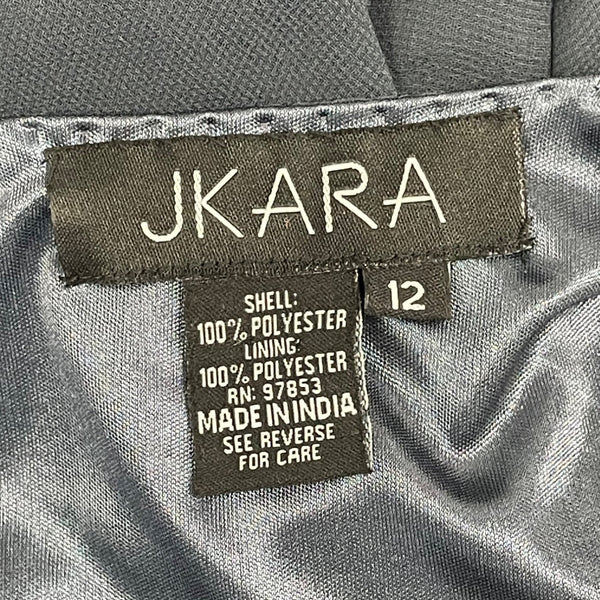 JKARA
12
SHELL:
100% POLYESTER
LINING:
100% POLYESTER
RN: 97853
MADE IN INDIA
SEE REVERSE
FOR CARE